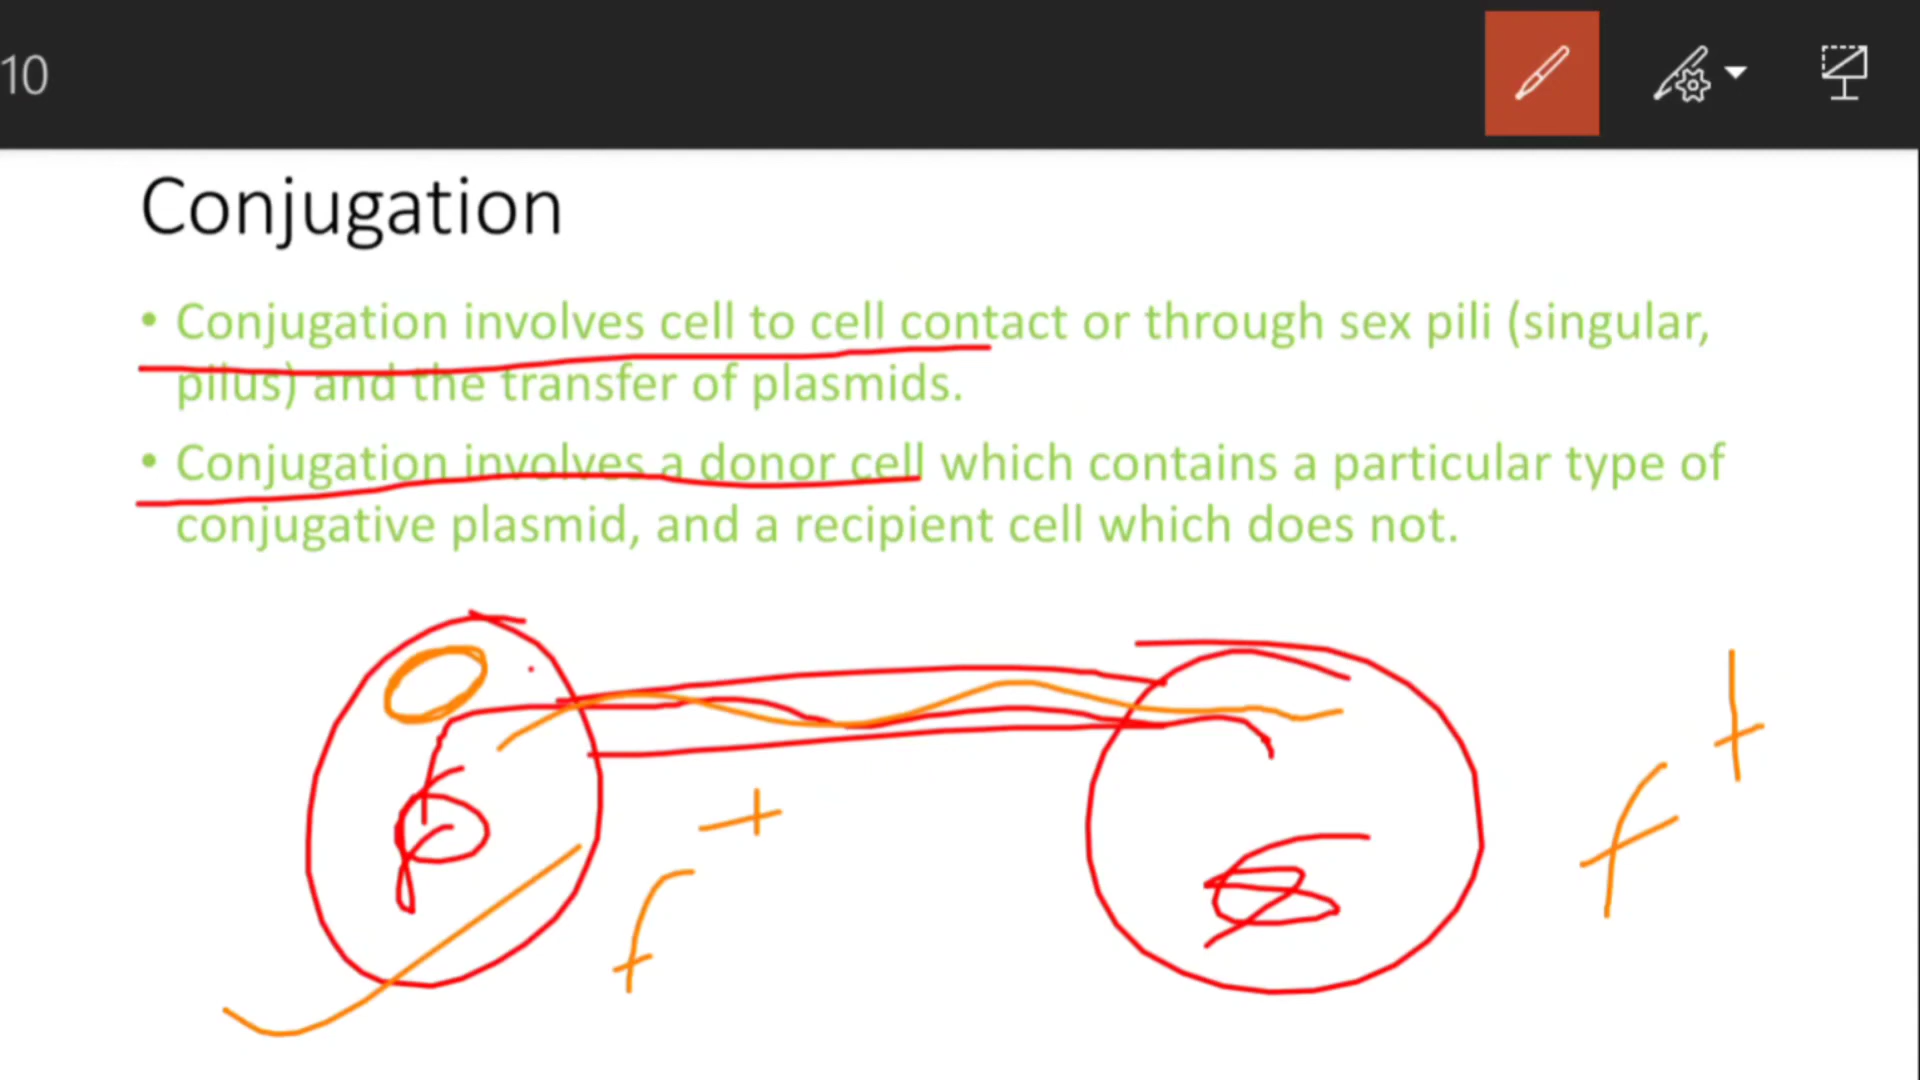 10
Conjugation
• Conjugation involves cell to cell contact or through sex pili (singular,
pilus) and the transfer of plasmids.
• Conjugation involves a donor cell which contains a particular type of
conjugative plasmid, and a recipient cell which does not.
f+
f+